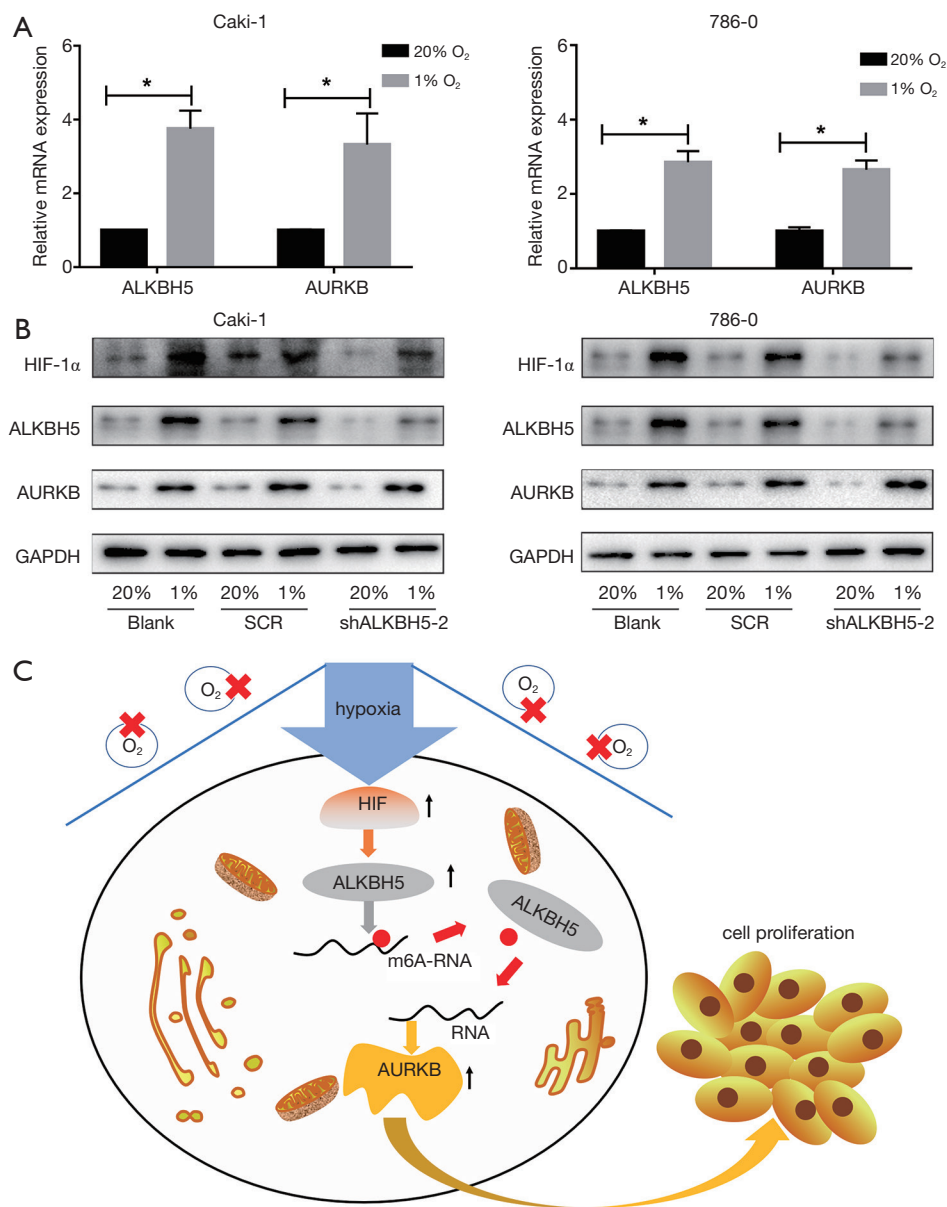 A
Caki-1
Relative mRNA expression
6
4
2
0
*
*
20% O₂
1% O₂
ALKBH5
AURKB
786-0
Relative mRNA expression
6
4
2
0
*
*
20% O₂
1% O₂
ALKBH5
AURKB
B
Caki-1
HIF-1α
ALKBH5
AURKB
GAPDH
20% 1% 20% 1% 20% 1%
Blank SCR shALKBH5-2
786-0
HIF-1α
ALKBH5
AURKB
GAPDH
20% 1% 20% 1% 20% 1%
Blank SCR shALKBH5-2
C
O₂
O₂
hypoxia
O₂
O₂
HIF
ALKBH5
ALKBH5
m6A-RNA
RNA
AURKB
cell proliferation